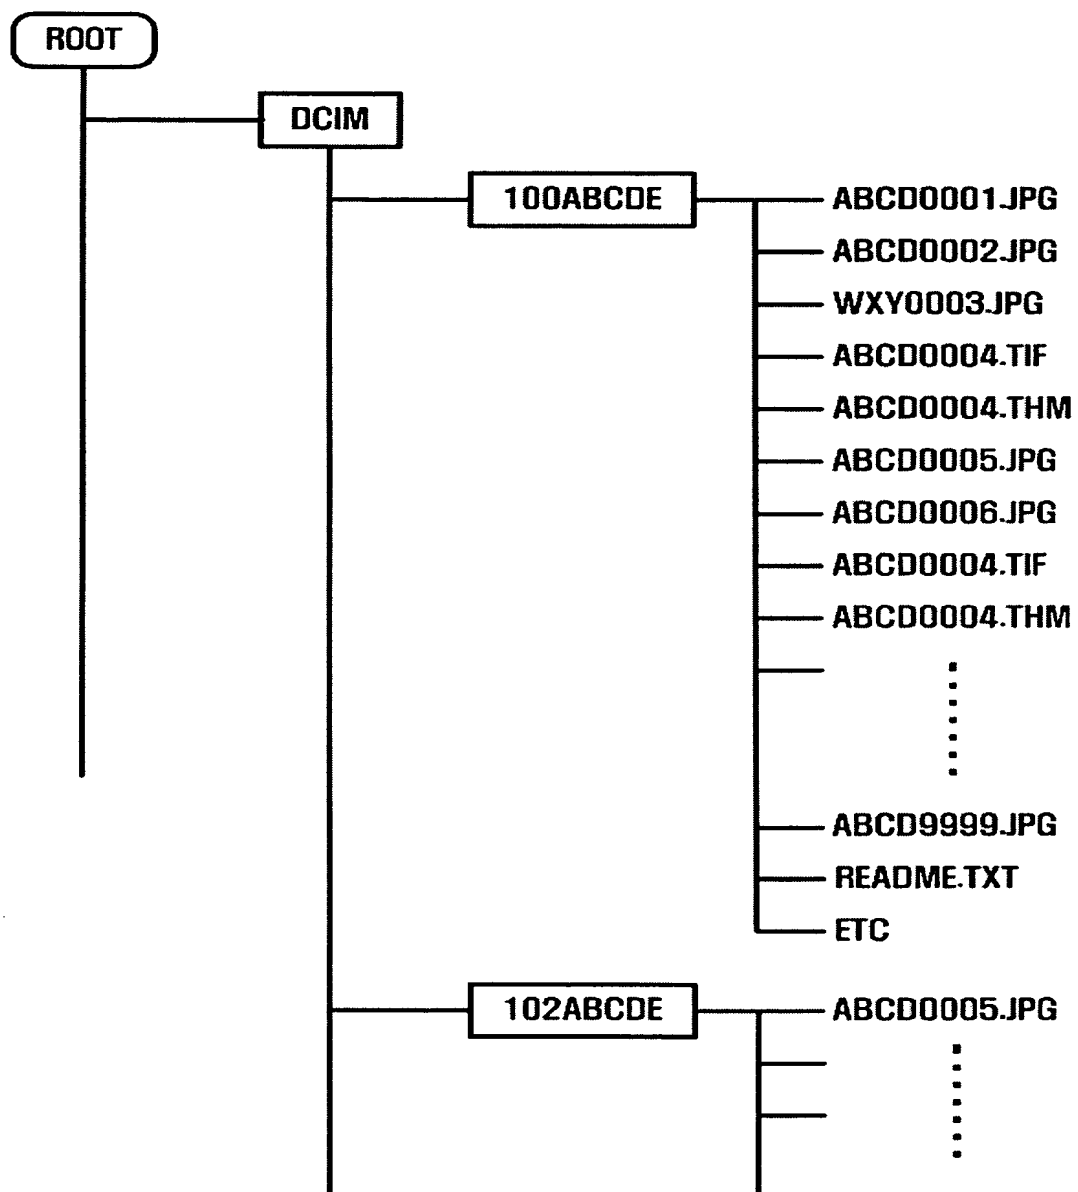 ROOT
DCIM
100ABCDE
ABCD0001.JPG
ABCD0002.JPG
WXY0003.JPG
ABCD0004.TIF
ABCD0004.THM
ABCD0005.JPG
ABCD0006.JPG
ABCD0004.TIF
ABCD0004.THM
ABCD9999.JPG
README.TXT
ETC
102ABCDE
ABCD0005.JPG